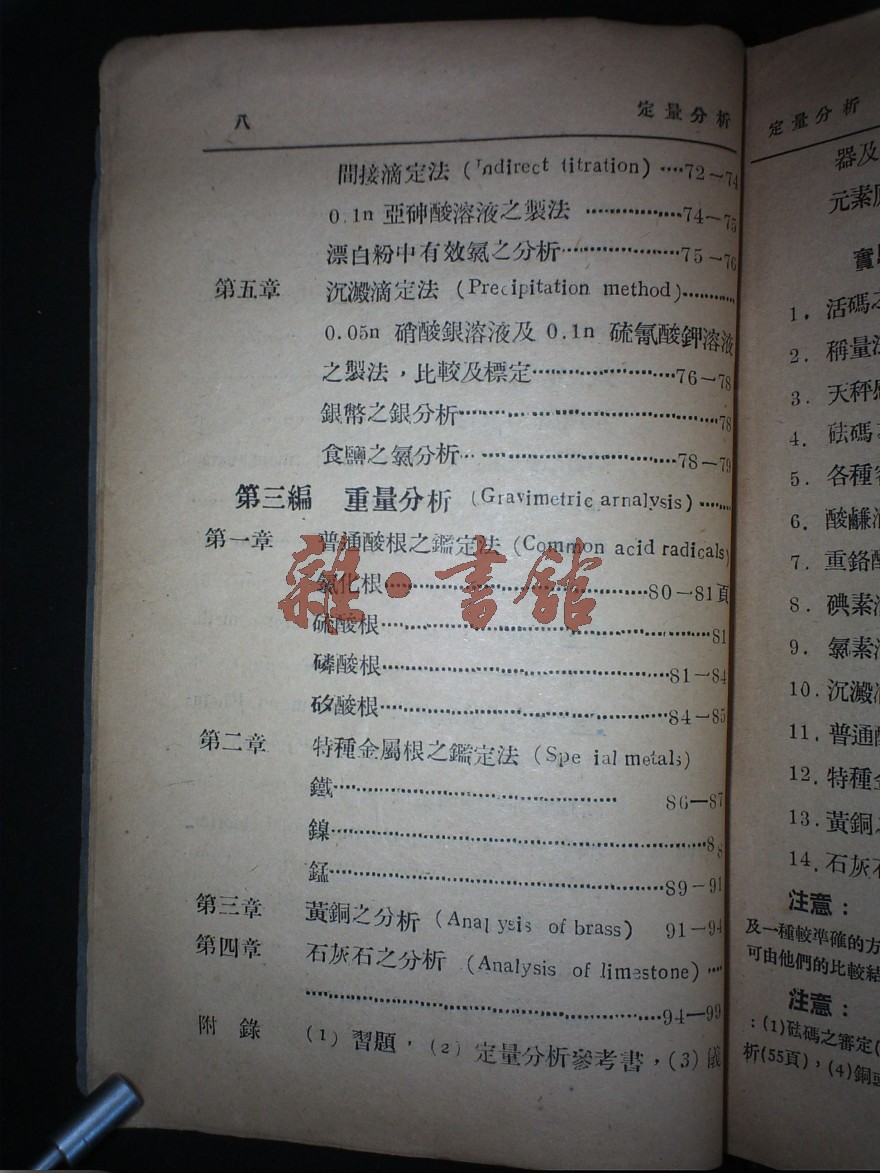 八 定量分析
間接滴定法 (Indirect titration)····72—74
0.1n 亞砷酸溶液之製法 ··············74—75
漂白粉中有效氯之分析··············75—76
第五章 沉澱滴定法 (Precipitation method)···········
0.05n 硝酸銀溶液及 0.1n 硫氰酸鉀溶液
之製法，比較及標定··················76—78
銀幣之銀分析································78
食鹽之氯分析··· ······················78—79
第三編 重量分析 (Gravimetric arnalysis)······
第一章 普通酸根之鑑定法 (Common acid radicals)
氯化根································80—81頁
硫酸根········································81
磷酸根···································81—84
矽酸根···································84—85
第二章 特種金屬根之鑑定法 (Spe ial metals)
鐵··································· 86—87
鎳············································88
錳·······································89—91
第三章 黃銅之分析 (Analysis of brass) 91—94
第四章 石灰石之分析 (Analysis of limestone)····
············································94—99
附錄 (1) 習題，(2) 定量分析參考書，(3) 儀
雜·書館
定量分析
器及
元素
1. 活碼之
2. 稱量
3. 天秤
4. 砝碼
5. 各種
6. 酸鹼
7. 重鉻酸
8. 碘素
9. 氯素
10. 沉澱
11. 普通
12. 特種金
13. 黃銅之
14. 石灰石
注意：
及一種較準確的方
可由他們的比較結
注意：
：(1)砝碼之審定(
析(55頁)，(4)銅